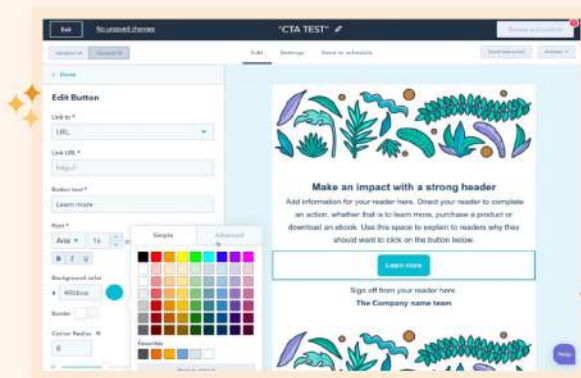 Exit
No unsaved changes
"CTA TEST"
Edit
Settings
Send or schedule
Done
Edit Button
Link to *
URL
Link URL *
Button text *
Learn more
Font *
Arial
16
B I U
Simple
Advanced
Background color
Border
Corner Radius
8
Favorites
Make an impact with a strong header
Add information for your reader here. Direct your reader to complete
an action, whether that is to learn more, purchase a product or
download an ebook. Use this space to explain to readers why they
should want to click on the button below.
Learn more
Sign off from your reader here.
The Company name team
Help